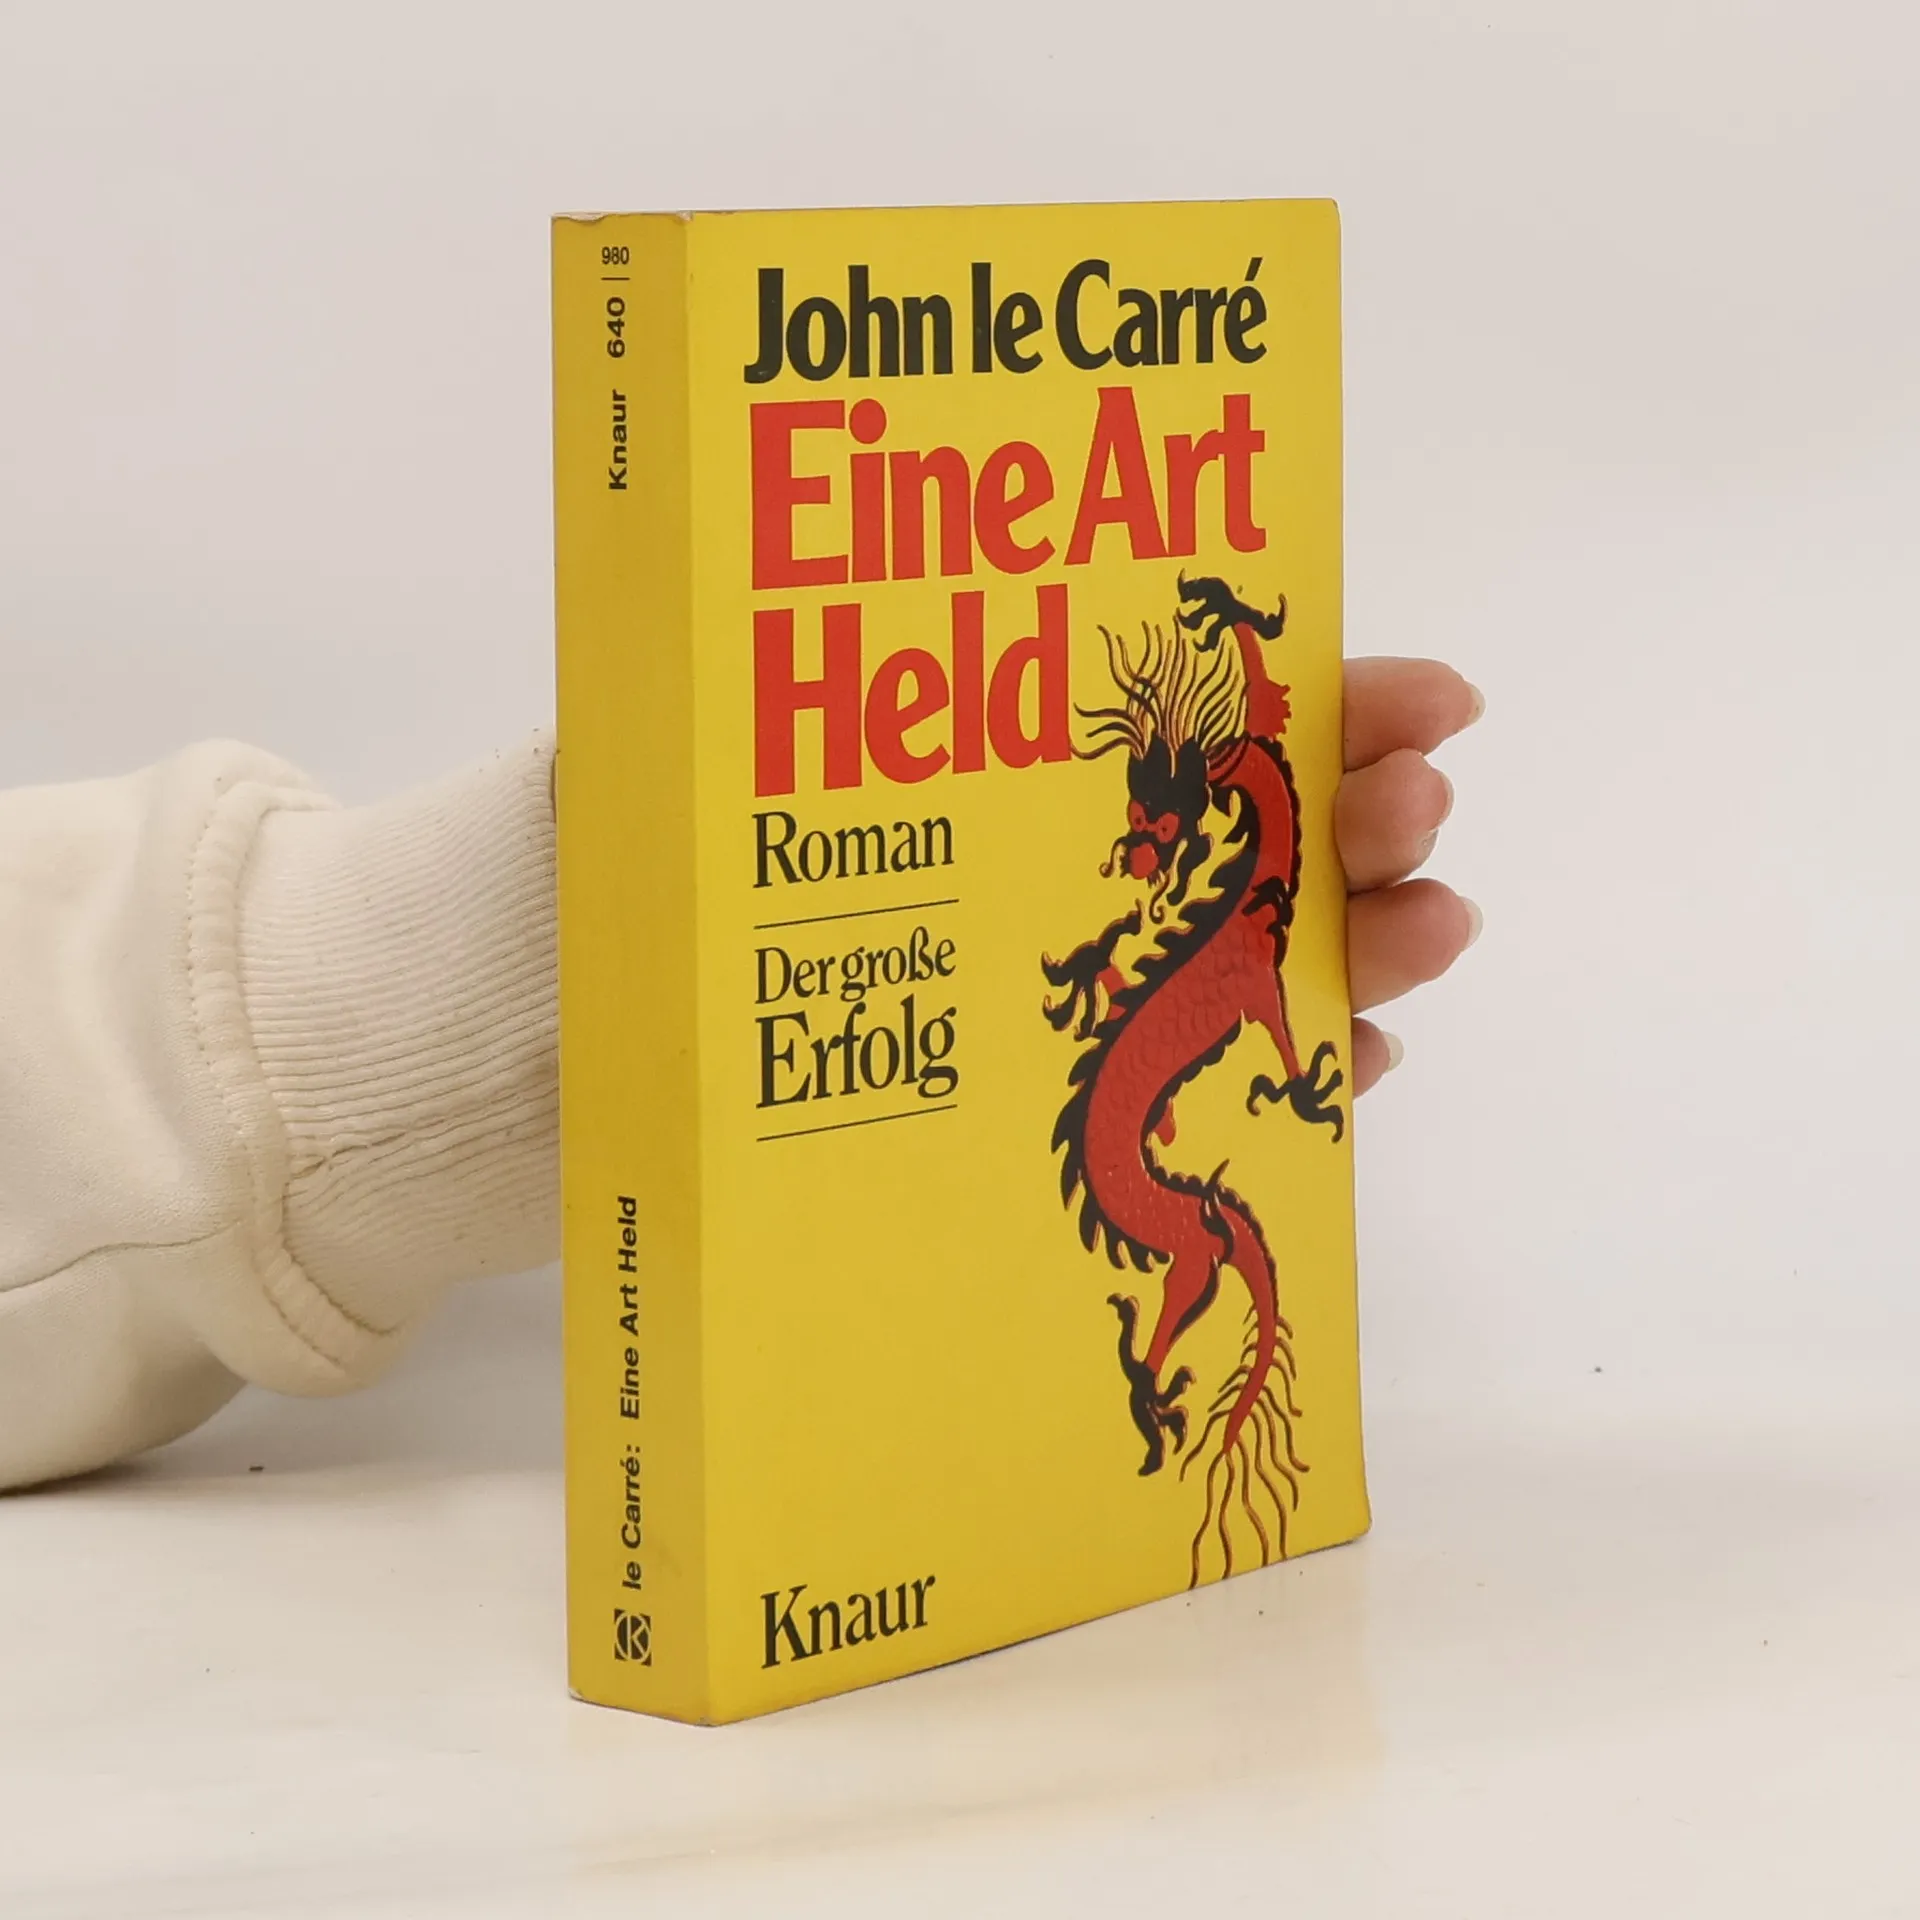 John le Carré
Eine Art
Held
Roman
Der große
Erfolg
Knaur
980
Knaur 640
le Carré: Eine Art Held
K